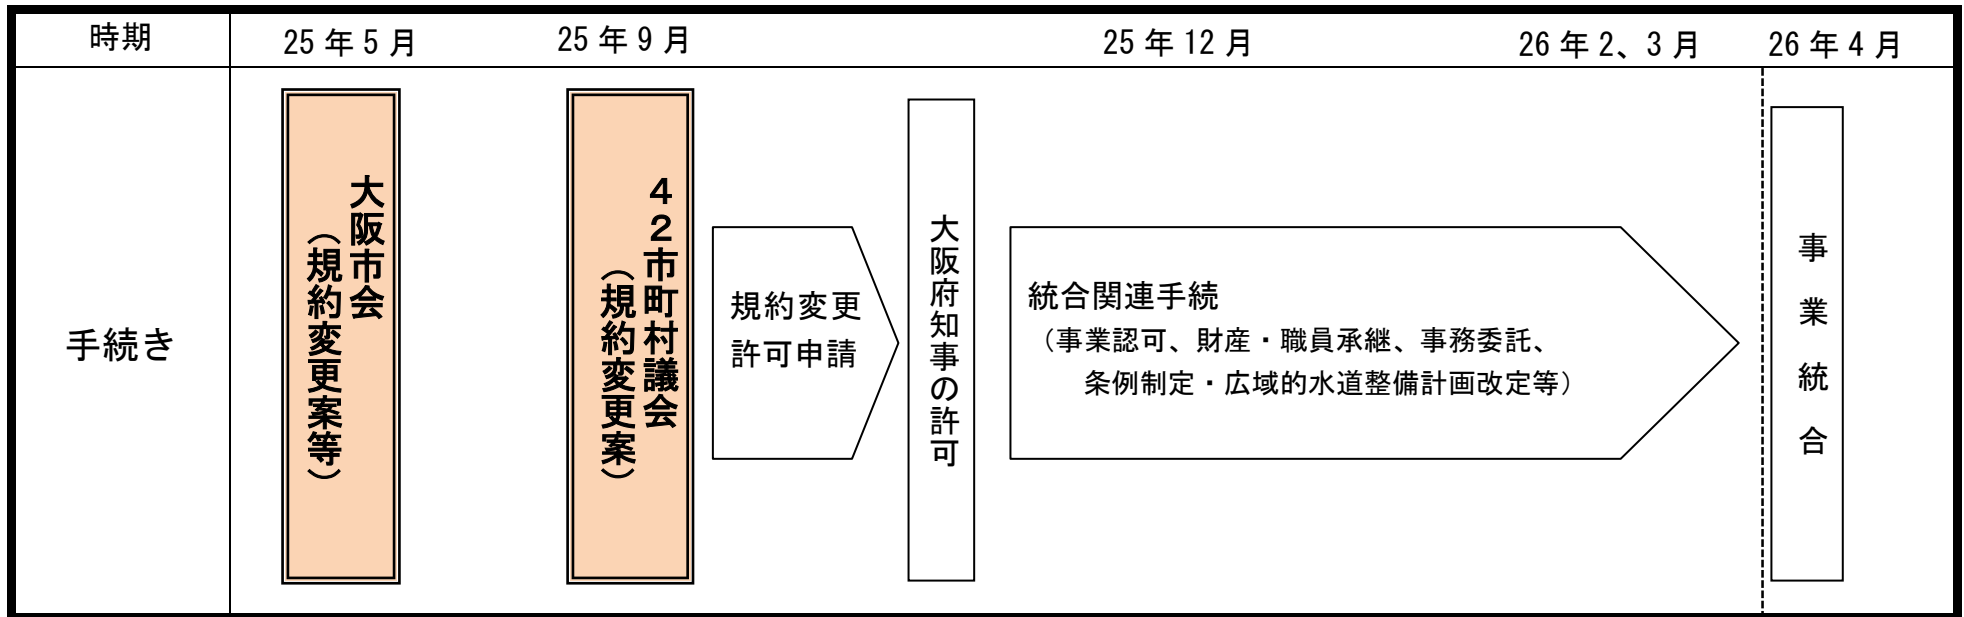 時期
25年5月
25年9月
25年12月
26年2、3月
26年4月
手続き
大阪市会
（規約変更案等）
４２市町村議会
（規約変更案）
規約変更
許可申請
大阪府知事の許可
統合関連手続
（事業認可、財産・職員承継、事務委託、
条例制定・広域的水道整備計画改定等）
事業統合